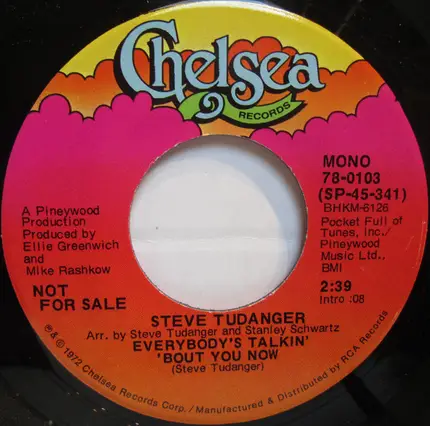 Chelsea
RECORDS
MONO
78-0103
(SP-45-341)
BHKM-6126
Pocket Full of
Tunes, Inc./
Pineywood
Music Ltd.,
BMI
2:39
Intro :08
A Pineywood
Production
Produced by
Ellie Greenwich
and
Mike Rashkow
NOT
FOR SALE
STEVE TUDANGER
Arr. by Steve Tudanger and Stanley Schwartz
EVERYBODY'S TALKIN'
'BOUT YOU NOW
(Steve Tudanger)
℗&© 1972 Chelsea Records Corp. / Manufactured & Distributed by RCA Records